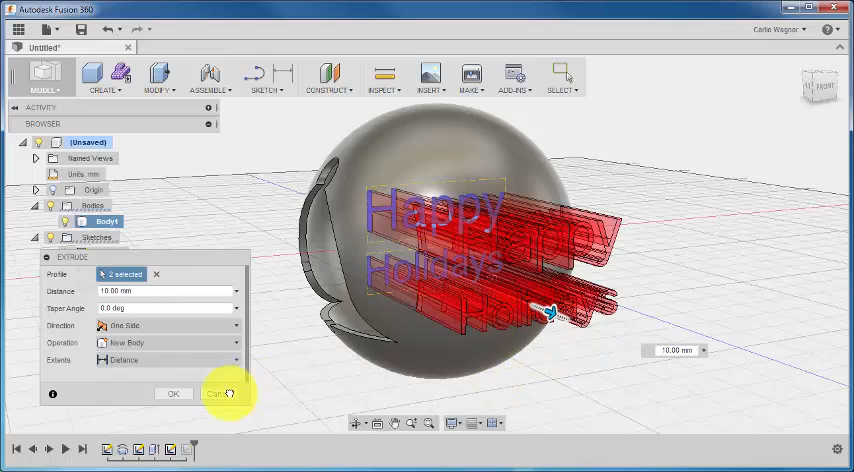 Autodesk Fusion 360
Carlie Wagner
Untitled*
MODEL
CREATE
MODIFY
ASSEMBLE
SKETCH
CONSTRUCT
INSPECT
INSERT
MAKE
ADD-INS
SELECT
FRONT
ACTIVITY
BROWSER
(Unsaved)
Named Views
Units: mm
Origin
Bodies
Body1
Sketches
EXTRUDE
Profile 2 selected
Distance 10.00 mm
Taper Angle 0.0 deg
Direction One Side
Operation New Body
Extents Distance
OK
Happy
Holidays
10.00 mm